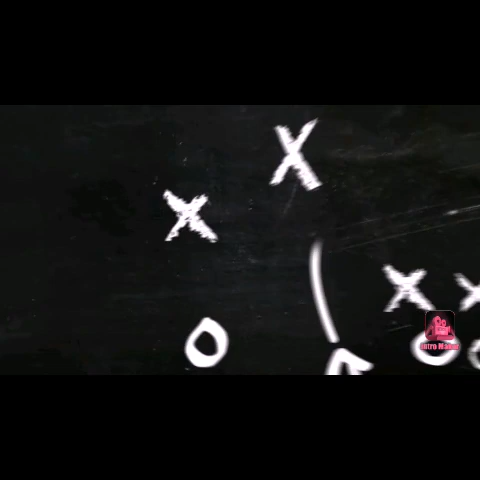 X
X
X X
O O
Intro Maker